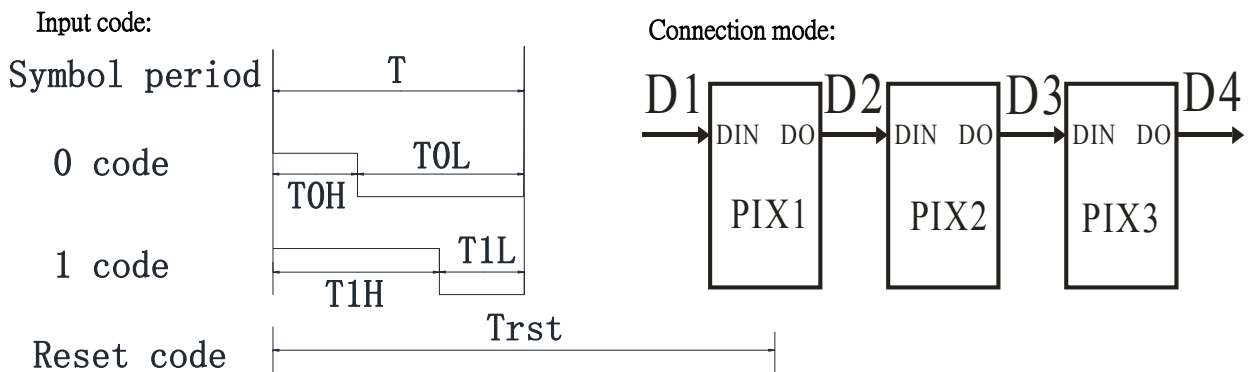 Input code:
Symbol period
T
0 code
T0H
T0L
1 code
T1H
T1L
Reset code
Trst
Connection mode:
D1
D2
D3
D4
DIN DO
DIN DO
DIN DO
PIX1
PIX2
PIX3